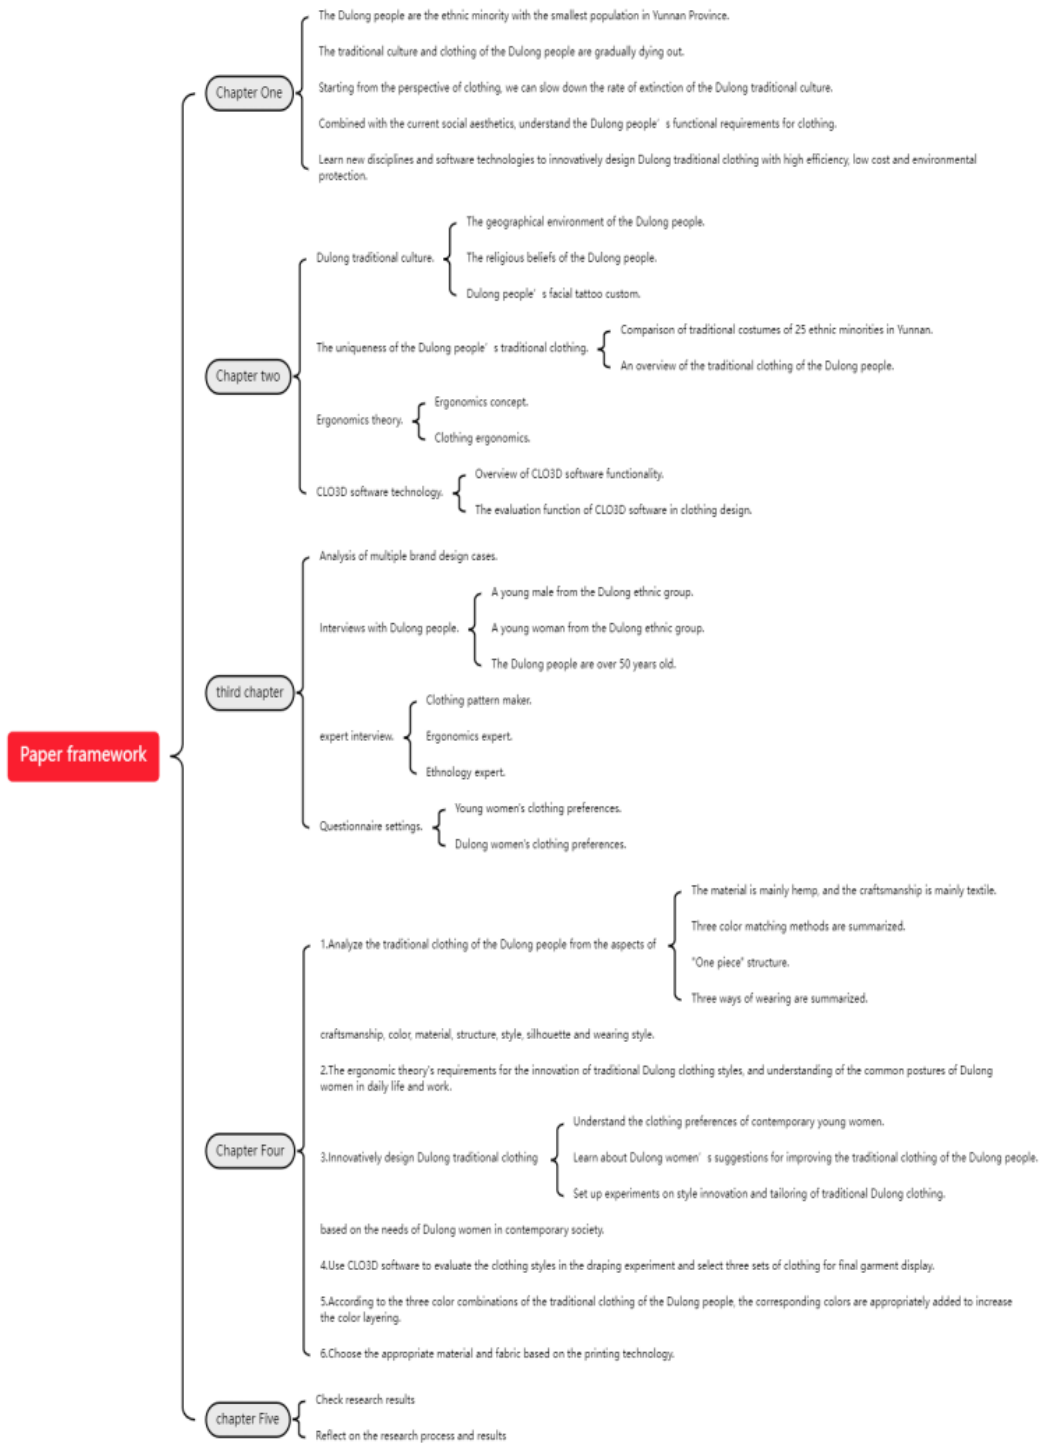 Paper framework
Chapter One
The Dulong people are the ethnic minority with the smallest population in Yunnan Province.
The traditional culture and clothing of the Dulong people are gradually dying out.
Starting from the perspective of clothing, we can slow down the rate of extinction of the Dulong traditional culture.
Combined with the current social aesthetics, understand the Dulong people’ s functional requirements for clothing.
Learn new disciplines and software technologies to innovatively design Dulong traditional clothing with high efficiency, low cost and environmental
protection.
Chapter two
Dulong traditional culture.
The geographical environment of the Dulong people.
The religious beliefs of the Dulong people.
Dulong people’ s facial tattoo custom.
The uniqueness of the Dulong people’ s traditional clothing.
Comparison of traditional costumes of 25 ethnic minorities in Yunnan.
An overview of the traditional clothing of the Dulong people.
Ergonomics theory.
Ergonomics concept.
Clothing ergonomics.
CLO3D software technology.
Overview of CLO3D software functionality.
The evaluation function of CLO3D software in clothing design.
third chapter
Analysis of multiple brand design cases.
Interviews with Dulong people.
A young male from the Dulong ethnic group.
A young woman from the Dulong ethnic group.
The Dulong people are over 50 years old.
expert interview.
Clothing pattern maker.
Ergonomics expert.
Ethnology expert.
Questionnaire settings.
Young women's clothing preferences.
Dulong women's clothing preferences.
Chapter Four
1.Analyze the traditional clothing of the Dulong people from the aspects of
The material is mainly hemp, and the craftsmanship is mainly textile.
Three color matching methods are summarized.
"One piece" structure.
Three ways of wearing are summarized.
craftsmanship, color, material, structure, style, silhouette and wearing style.
2.The ergonomic theory's requirements for the innovation of traditional Dulong clothing styles, and understanding of the common postures of Dulong
women in daily life and work.
3.Innovatively design Dulong traditional clothing
Understand the clothing preferences of contemporary young women.
Learn about Dulong women’ s suggestions for improving the traditional clothing of the Dulong people.
Set up experiments on style innovation and tailoring of traditional Dulong clothing.
based on the needs of Dulong women in contemporary society.
4.Use CLO3D software to evaluate the clothing styles in the draping experiment and select three sets of clothing for final garment display.
5.According to the three color combinations of the traditional clothing of the Dulong people, the corresponding colors are appropriately added to increase
the color layering.
6.Choose the appropriate material and fabric based on the printing technology.
chapter Five
Check research results
Reflect on the research process and results